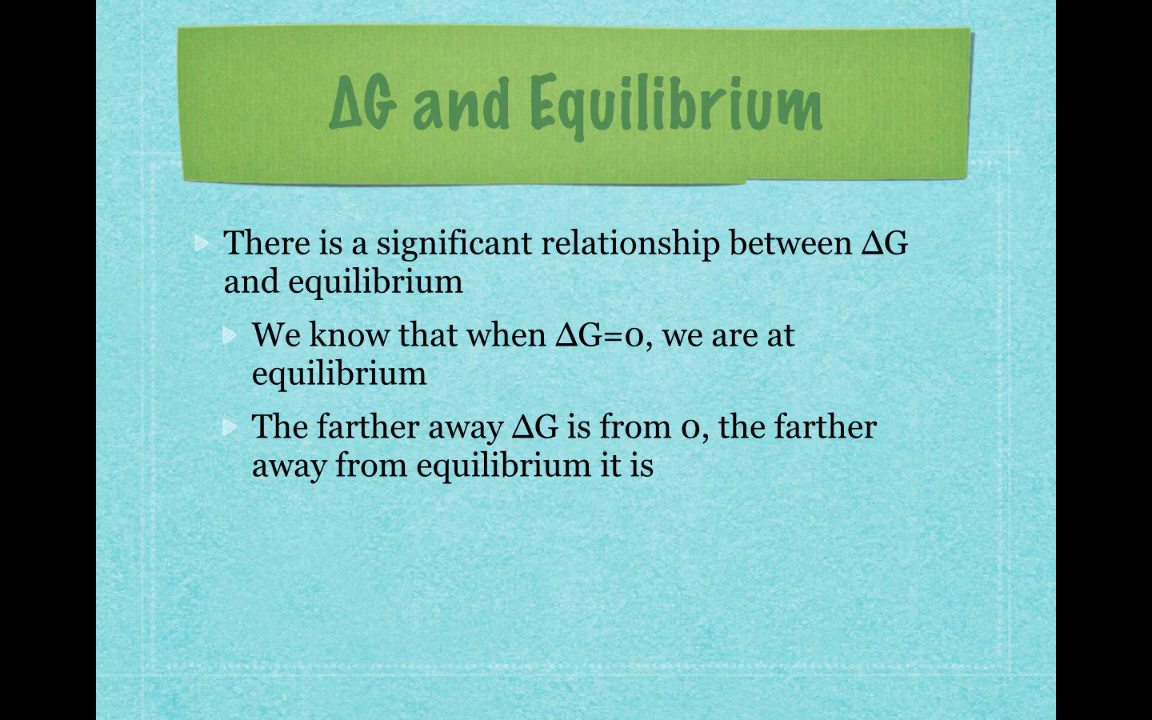 ΔG and Equilibrium
There is a significant relationship between ΔG
and equilibrium
We know that when ΔG=0, we are at
equilibrium
The farther away ΔG is from 0, the farther
away from equilibrium it is